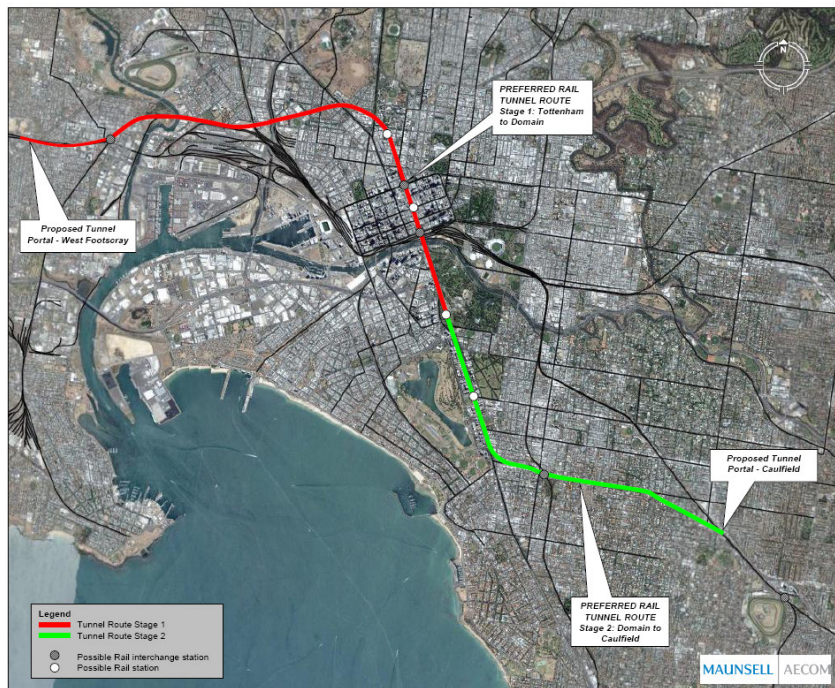 PREFERRED RAIL
TUNNEL ROUTE
Stage 1: Tottenham
to Domain
Proposed Tunnel
Portal - West Footscray
Proposed Tunnel
Portal - Caulfield
PREFERRED RAIL
TUNNEL ROUTE
Stage 2: Domain to
Caulfield
Legend
Tunnel Route Stage 1
Tunnel Route Stage 2
Possible Rail interchange station
Possible Rail station
MAUNSELL | AECOM